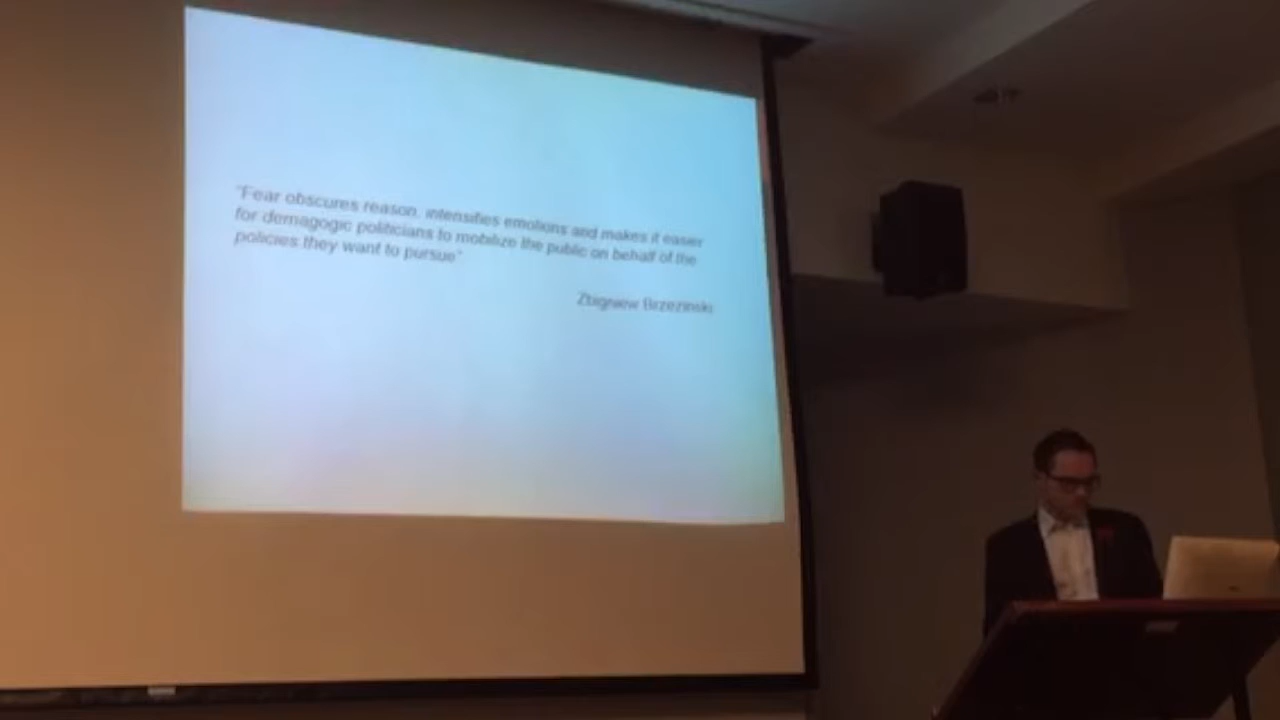 "Fear obscures reason, intensifies emotions and makes it easier
for demagogic politicians to mobilize the public on behalf of the
policies they want to pursue"
Zbigniew Brzezinski